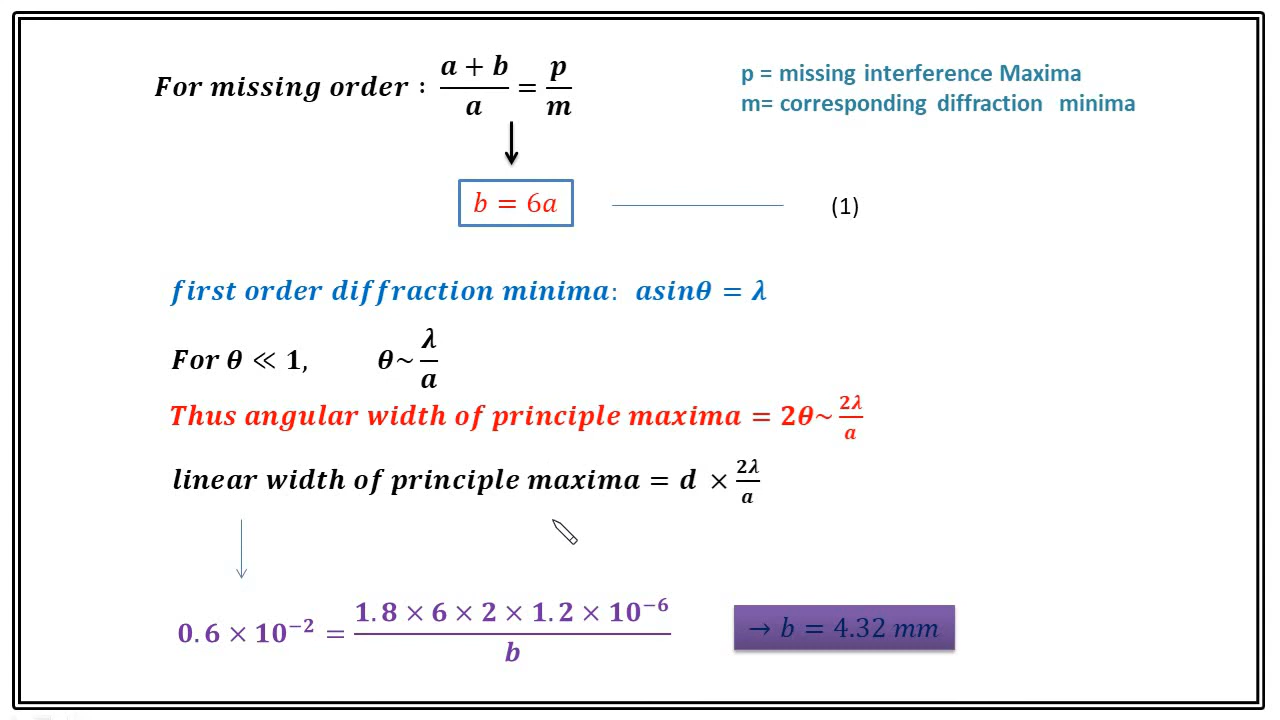 For missing order : (a + b)/a = p/m
p = missing interference Maxima
m= corresponding diffraction minima
b = 6a
(1)
first order diffraction minima: asinθ = λ
For θ ≪ 1, θ~ λ/a
Thus angular width of principle maxima = 2θ~ 2λ/a
linear width of principle maxima = d × 2λ/a
0.6 × 10⁻² = (1.8 × 6 × 2 × 1.2 × 10⁻⁶)/b
→ b = 4.32 mm